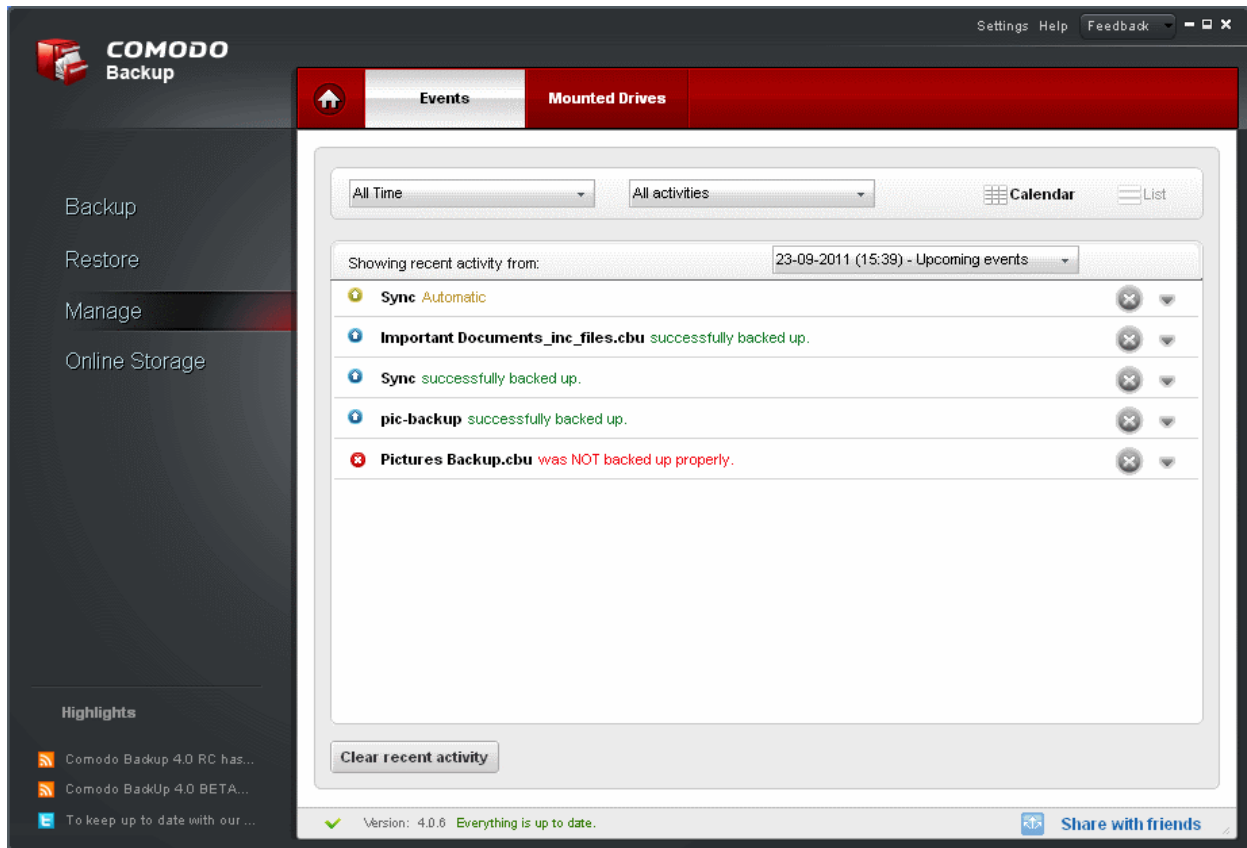 Settings Help Feedback
COMODO
Backup
Events Mounted Drives
Backup
Restore
Manage
Online Storage
All Time All activities Calendar List
Showing recent activity from: 23-09-2011 (15:39) - Upcoming events
Sync Automatic
Important Documents_inc_files.cbu successfully backed up.
Sync successfully backed up.
pic-backup successfully backed up.
Pictures Backup.cbu was NOT backed up properly.
Clear recent activity
Highlights
Comodo Backup 4.0 RC has...
Comodo BackUp 4.0 BETA...
To keep up to date with our ...
Version: 4.0.6 Everything is up to date.
Share with friends